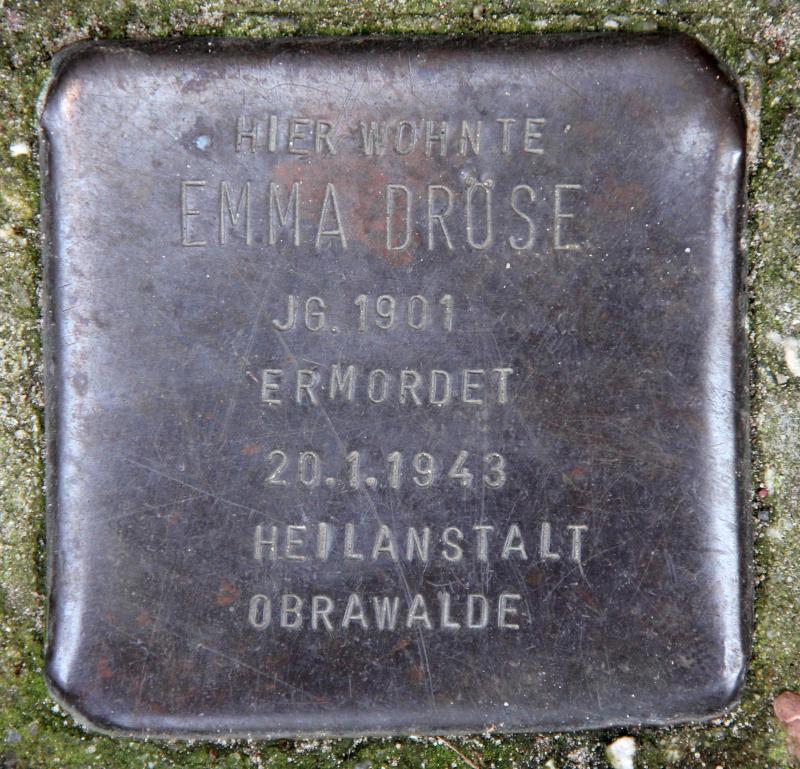 HIER WOHNTE
EMMA DRÖSE
JG. 1901
ERMORDET
20.1.1943
HEILANSTALT
OBRAWALDE